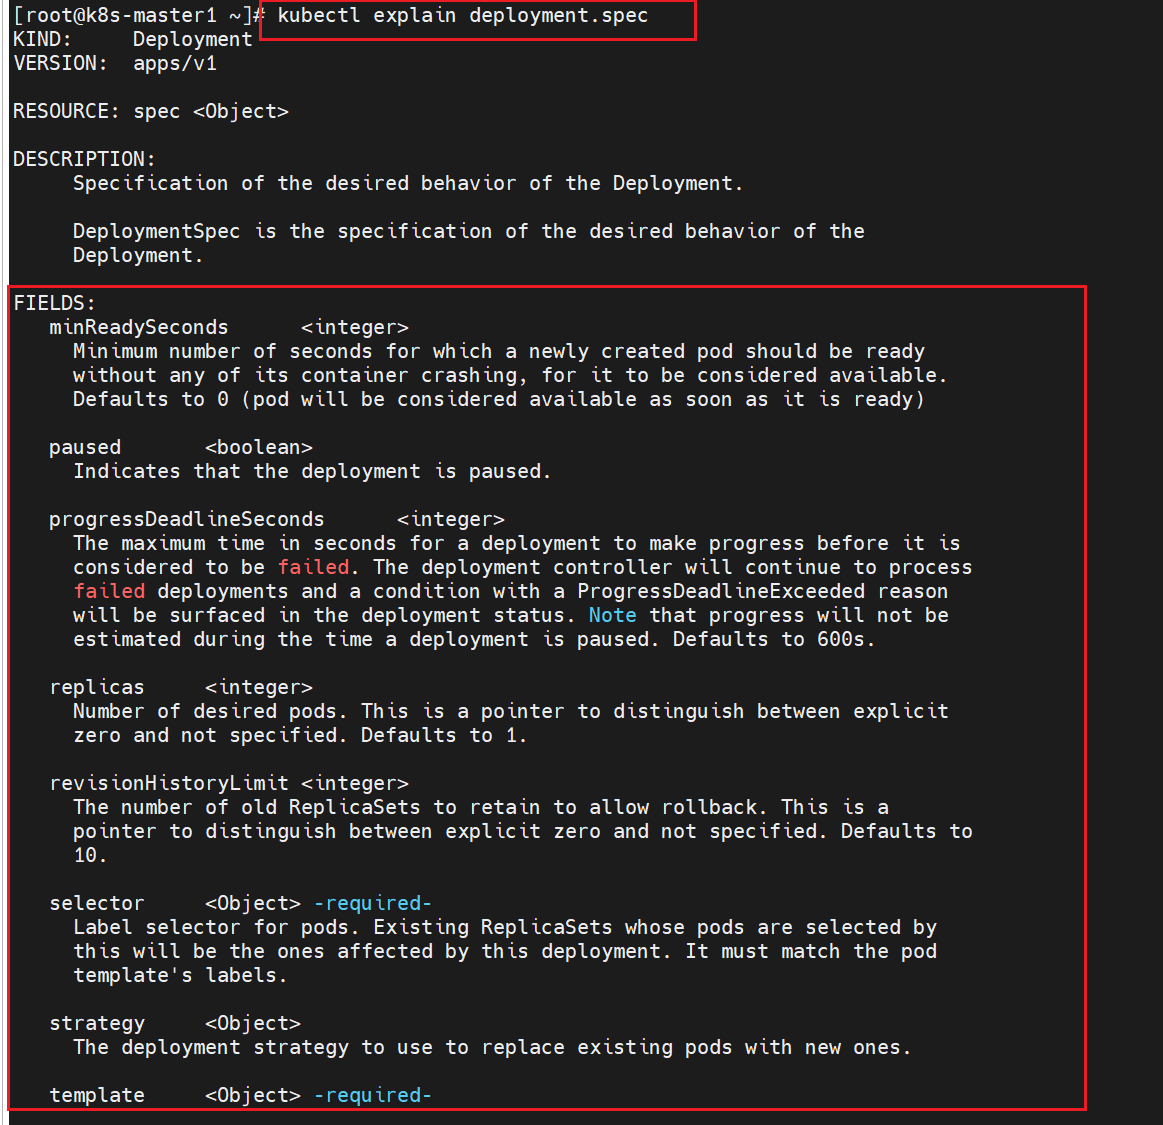 [root@k8s-master1 ~]# kubectl explain deployment.spec
KIND:     Deployment
VERSION:  apps/v1
RESOURCE: spec <Object>
DESCRIPTION:
     Specification of the desired behavior of the Deployment.
     DeploymentSpec is the specification of the desired behavior of the
     Deployment.
FIELDS:
   minReadySeconds      <integer>
     Minimum number of seconds for which a newly created pod should be ready
     without any of its container crashing, for it to be considered available.
     Defaults to 0 (pod will be considered available as soon as it is ready)
   paused       <boolean>
     Indicates that the deployment is paused.
   progressDeadlineSeconds      <integer>
     The maximum time in seconds for a deployment to make progress before it is
     considered to be failed. The deployment controller will continue to process
     failed deployments and a condition with a ProgressDeadlineExceeded reason
     will be surfaced in the deployment status. Note that progress will not be
     estimated during the time a deployment is paused. Defaults to 600s.
   replicas     <integer>
     Number of desired pods. This is a pointer to distinguish between explicit
     zero and not specified. Defaults to 1.
   revisionHistoryLimit <integer>
     The number of old ReplicaSets to retain to allow rollback. This is a
     pointer to distinguish between explicit zero and not specified. Defaults to
     10.
   selector     <Object> -required-
     Label selector for pods. Existing ReplicaSets whose pods are selected by
     this will be the ones affected by this deployment. It must match the pod
     template's labels.
   strategy     <Object>
     The deployment strategy to use to replace existing pods with new ones.
   template     <Object> -required-